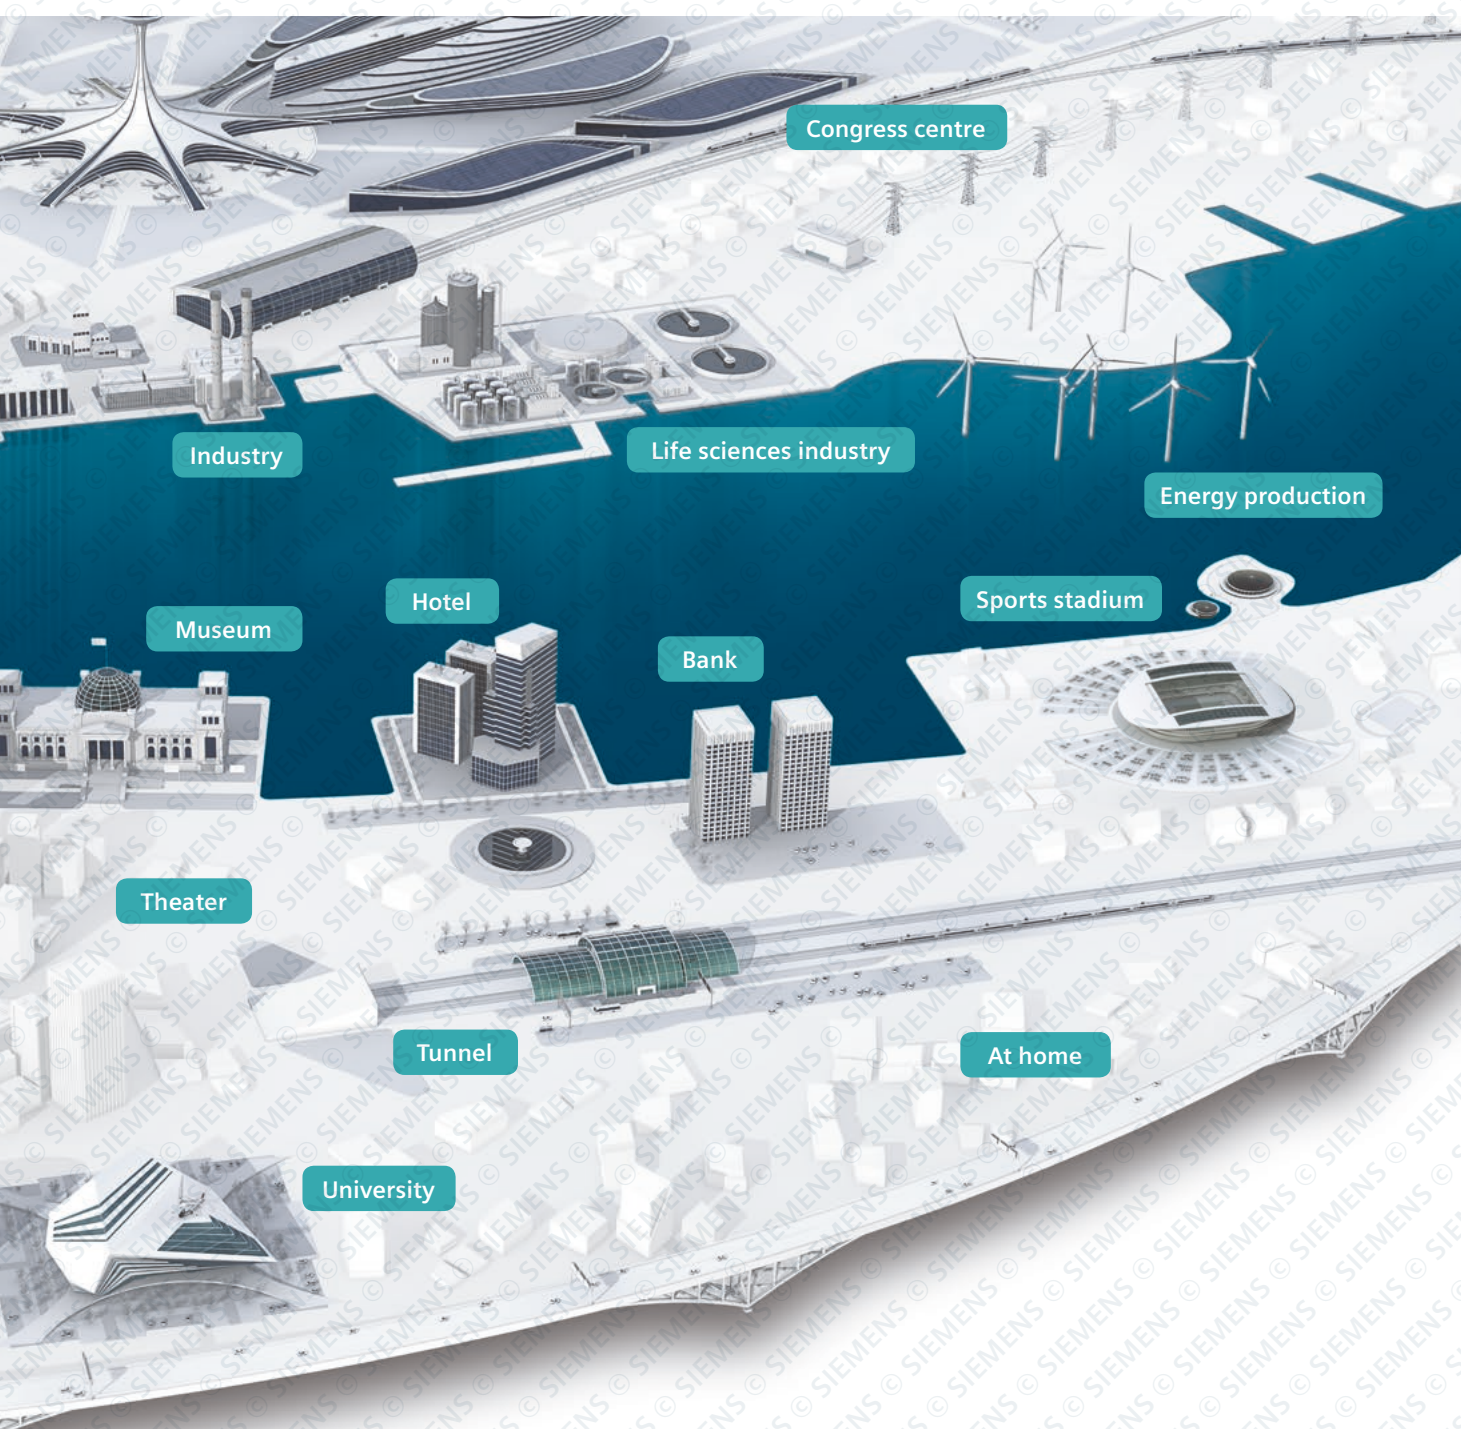 Congress centre
Industry
Life sciences industry
Energy production
Hotel
Sports stadium
Museum
Bank
Theater
Tunnel
At home
University
© SIEMENS